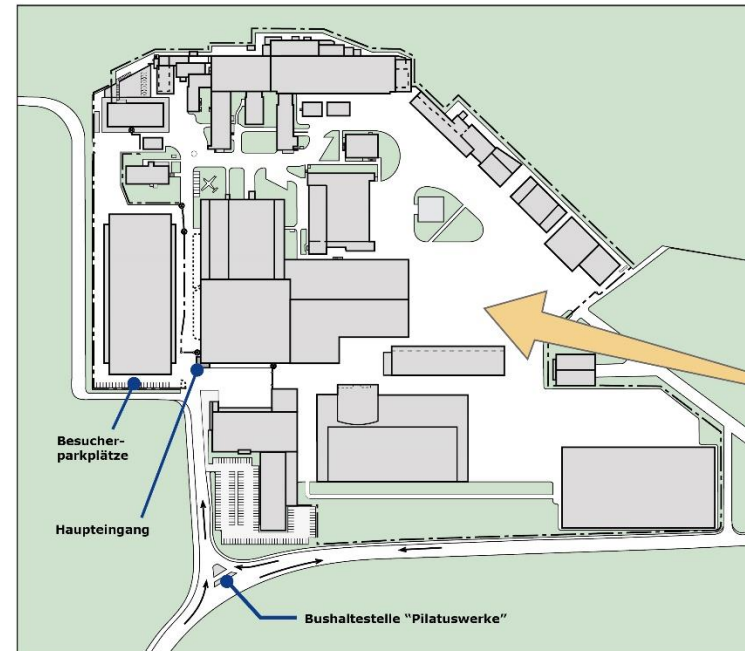 Besucher-
parkplätze
Haupteingang
Bushaltestelle “Pilatuswerke”